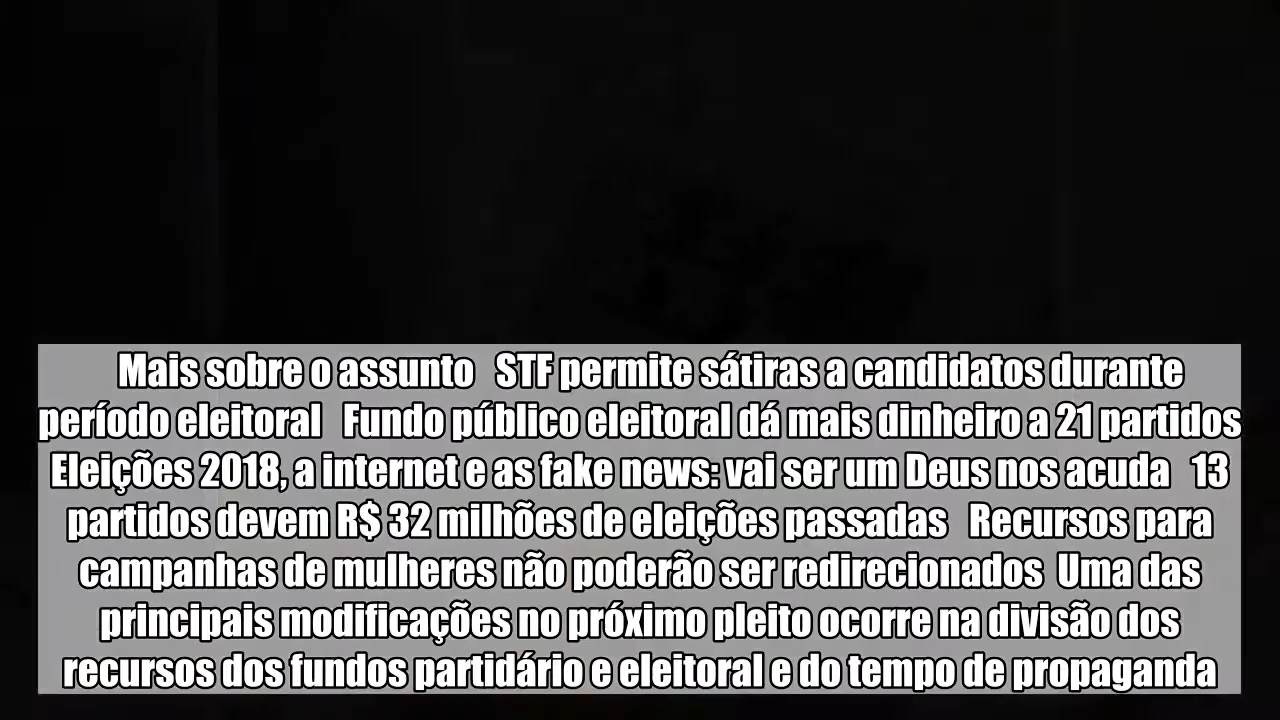 Mais sobre o assunto   STF permite sátiras a candidatos durante
período eleitoral   Fundo público eleitoral dá mais dinheiro a 21 partidos
Eleições 2018, a internet e as fake news: vai ser um Deus nos acuda   13
partidos devem R$ 32 milhões de eleições passadas   Recursos para
campanhas de mulheres não poderão ser redirecionados  Uma das
principais modificações no próximo pleito ocorre na divisão dos
recursos dos fundos partidário e eleitoral e do tempo de propaganda